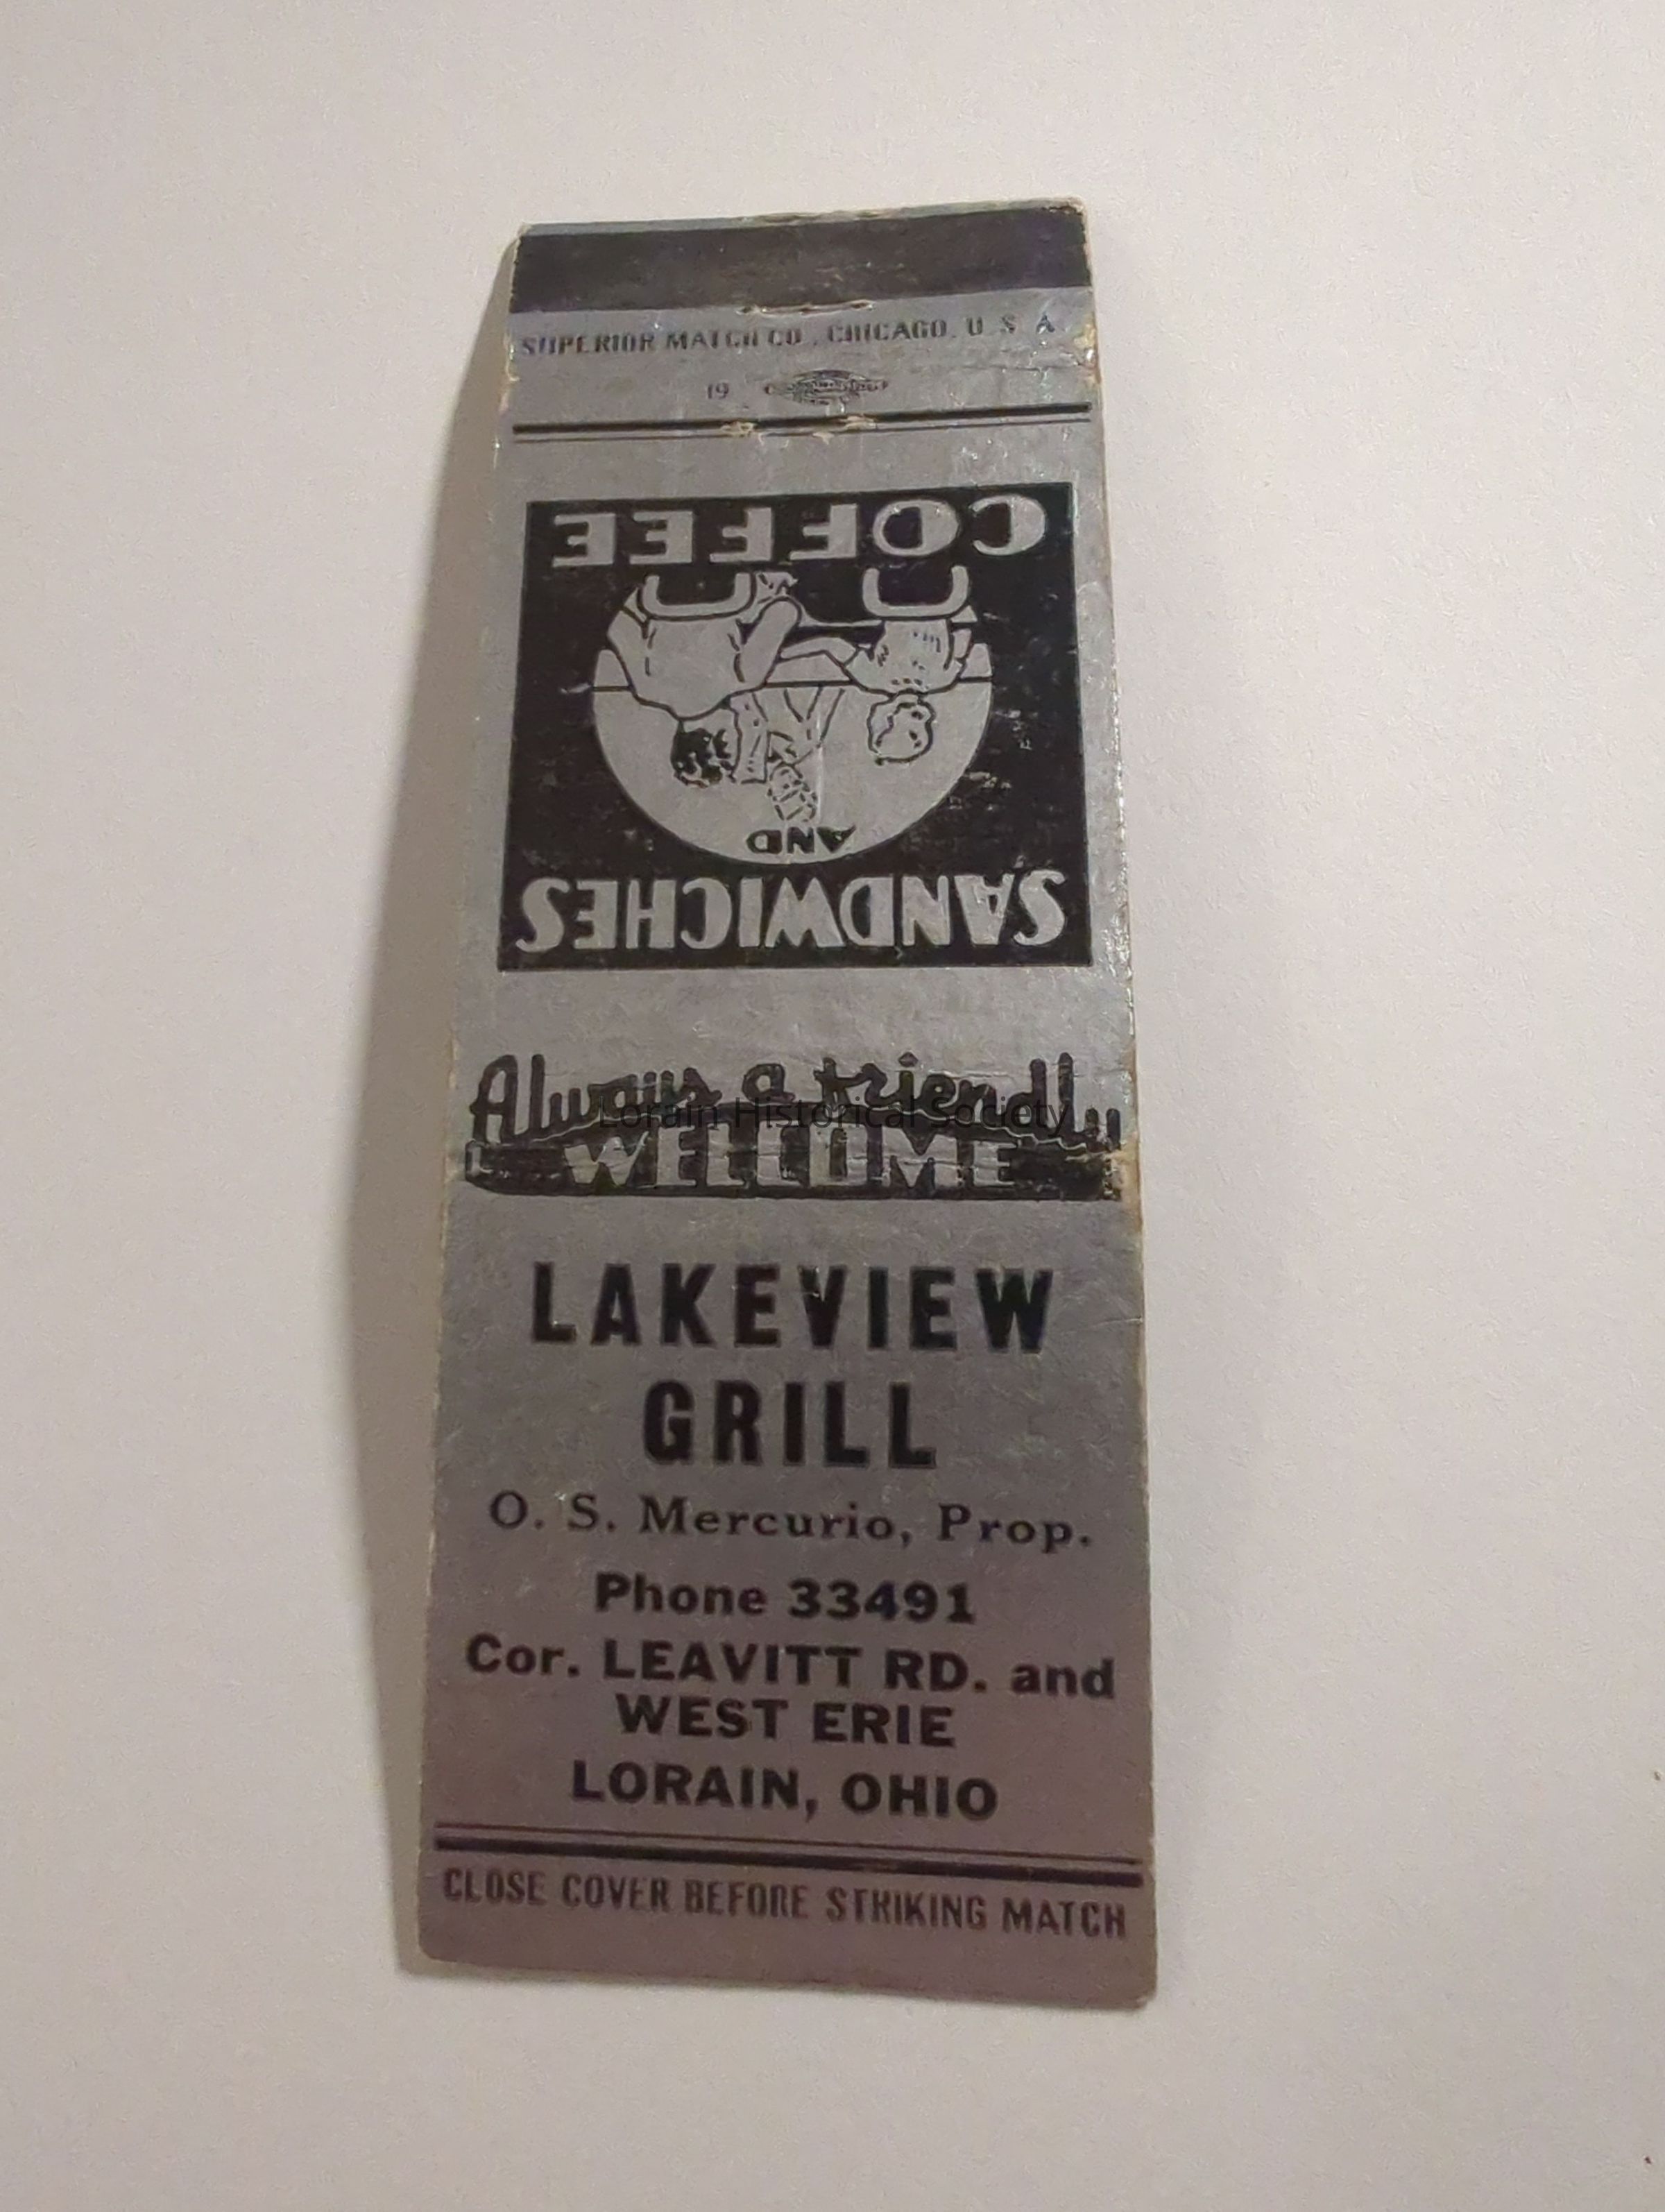 SUPERIOR MATCH CO., CHICAGO. U. S. A.
19
SANDWICHES
AND
COFFEE
Always a friendly
WELCOME
Lorain Historical Society
LAKEVIEW
GRILL
O. S. Mercurio, Prop.
Phone 33491
Cor. LEAVITT RD. and
WEST ERIE
LORAIN, OHIO
CLOSE COVER BEFORE STRIKING MATCH